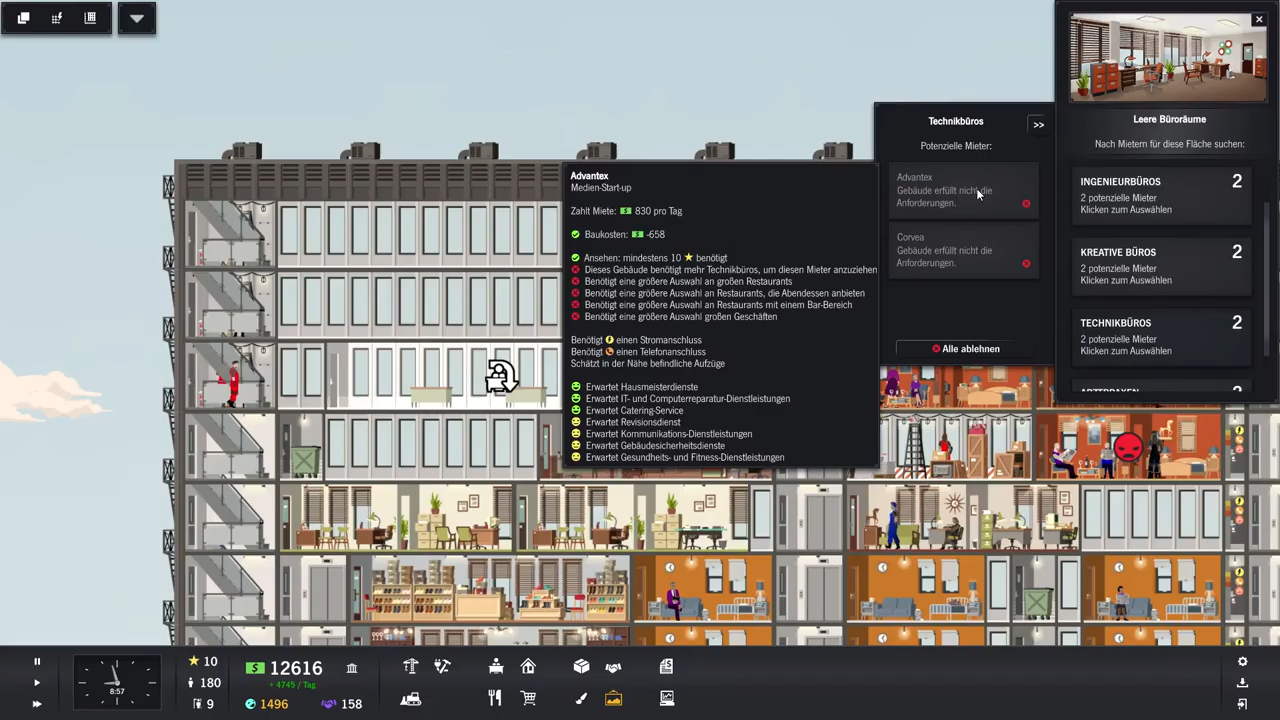 Leere Büroräume
Nach Mietern für diese Fläche suchen:
INGENIEURBÜROS 2
2 potenzielle Mieter
Klicken zum Auswählen
KREATIVE BÜROS 2
2 potenzielle Mieter
Klicken zum Auswählen
TECHNIKBÜROS 2
2 potenzielle Mieter
Klicken zum Auswählen
Technikbüros
>>
Potenzielle Mieter:
Advantex
Gebäude erfüllt nicht die
Anforderungen.
Corvea
Gebäude erfüllt nicht die
Anforderungen.
Alle ablehnen
Advantex
Medien-Start-up
Zahlt Miete: 830 pro Tag
Baukosten: -658
Ansehen: mindestens 10 ★ benötigt
Dieses Gebäude benötigt mehr Technikbüros, um diesen Mieter anzuziehen
Benötigt eine größere Auswahl an großen Restaurants
Benötigt eine größere Auswahl an Restaurants, die Abendessen anbieten
Benötigt eine größere Auswahl an Restaurants mit einem Bar-Bereich
Benötigt eine größere Auswahl großen Geschäften
Benötigt einen Stromanschluss
Benötigt einen Telefonanschluss
Schätzt in der Nähe befindliche Aufzüge
Erwartet Hausmeisterdienste
Erwartet IT- und Computerreparatur-Dienstleistungen
Erwartet Catering-Service
Erwartet Revisionsdienst
Erwartet Kommunikations-Dienstleistungen
Erwartet Gebäudesicherheitsdienste
Erwartet Gesundheits- und Fitness-Dienstleistungen
8:57
10
180
9
12616
+ 4745 / Tag
1496
158